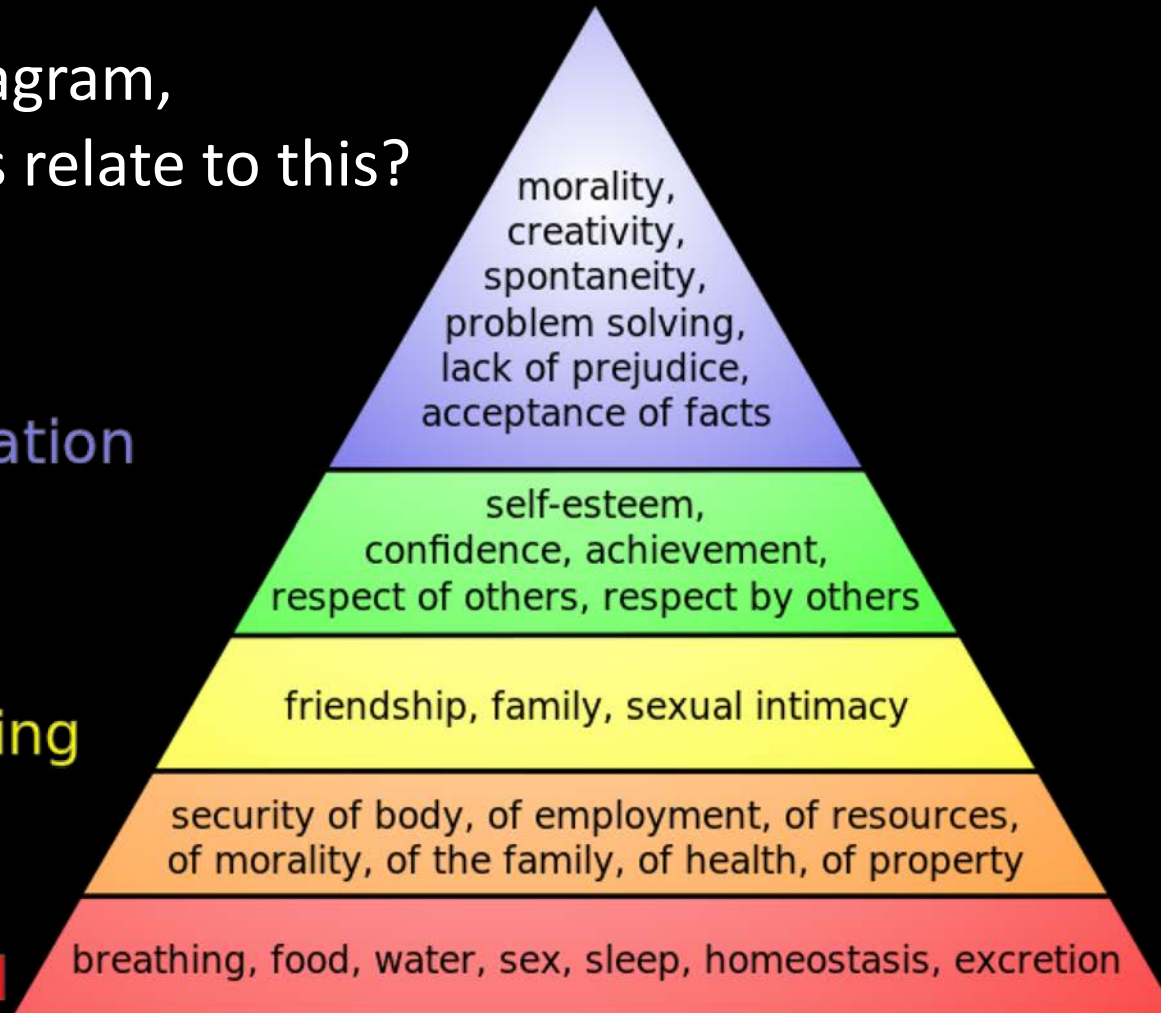 agram,
s relate to this?
morality,
creativity,
spontaneity,
problem solving,
lack of prejudice,
acceptance of facts
ation
self-esteem,
confidence, achievement,
respect of others, respect by others
friendship, family, sexual intimacy
ing
security of body, of employment, of resources,
of morality, of the family, of health, of property
breathing, food, water, sex, sleep, homeostasis, excretion